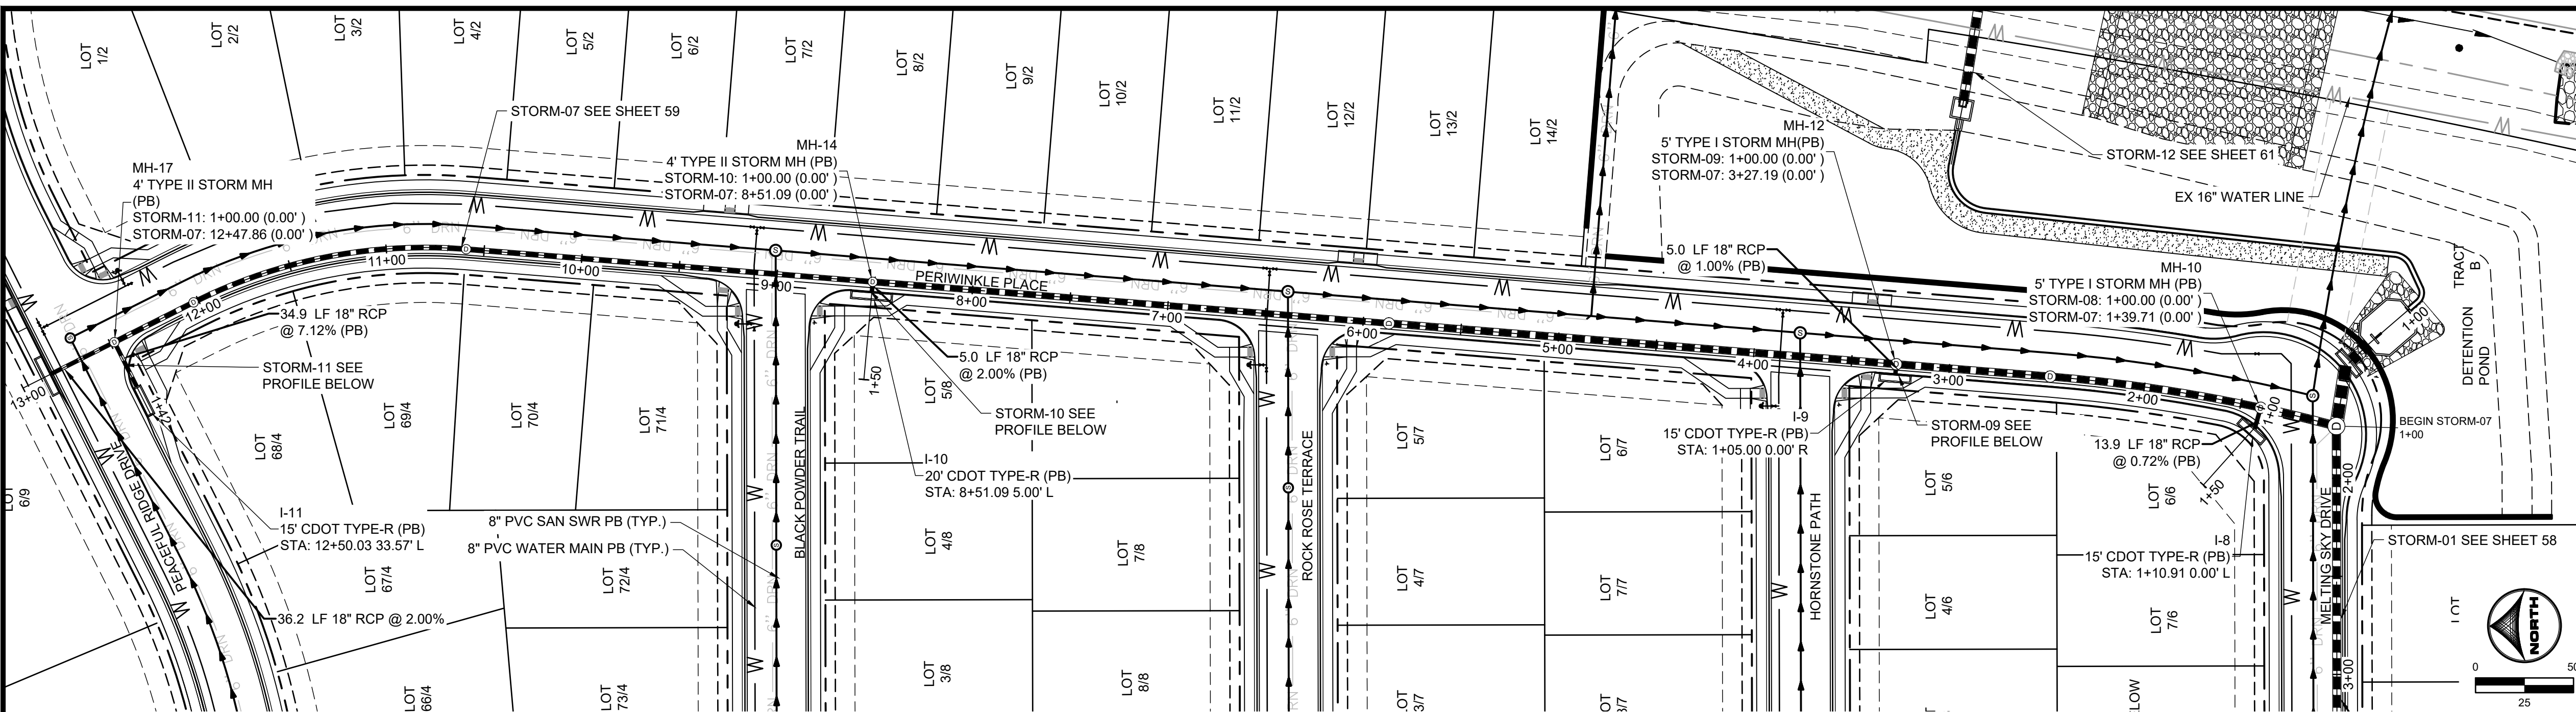 LOT
1/2
LOT
2/2
LOT
3/2
LOT
4/2
LOT
5/2
LOT
6/2
LOT
7/2
LOT
8/2
LOT
9/2
LOT
10/2
LOT
11/2
LOT
12/2
LOT
13/2
LOT
14/2
STORM-07 SEE SHEET 59
MH-17
4' TYPE II STORM MH
(PB)
STORM-11: 1+00.00 (0.00' )
STORM-07: 12+47.86 (0.00' )
MH-14
4' TYPE II STORM MH (PB)
STORM-10: 1+00.00 (0.00' )
STORM-07: 8+51.09 (0.00' )
MH-12
5' TYPE I STORM MH(PB)
STORM-09: 1+00.00 (0.00' )
STORM-07: 3+27.19 (0.00' )
STORM-12 SEE SHEET 61
EX 16" WATER LINE
5.0 LF 18" RCP
@ 1.00% (PB)
MH-10
5' TYPE I STORM MH (PB)
STORM-08: 1+00.00 (0.00' )
STORM-07: 1+39.71 (0.00' )
TRACT
B
DETENTION
POND
1+00
PERIWINKLE PLACE
13+00
12+00
11+00
10+00
9+00
8+00
7+00
6+00
5+00
4+00
3+00
2+00
1+00
34.9 LF 18" RCP
@ 7.12% (PB)
STORM-11 SEE
PROFILE BELOW
1+42
5.0 LF 18" RCP
@ 2.00% (PB)
1+50
STORM-10 SEE
PROFILE BELOW
I-10
20' CDOT TYPE-R (PB)
STA: 8+51.09 5.00' L
I-9
15' CDOT TYPE-R (PB)
STA: 1+05.00 0.00' R
STORM-09 SEE
PROFILE BELOW
13.9 LF 18" RCP
@ 0.72% (PB)
1+50
BEGIN STORM-07
1+00
I-8
15' CDOT TYPE-R (PB)
STA: 1+10.91 0.00' L
STORM-01 SEE SHEET 58
2+00
3+00
I-11
15' CDOT TYPE-R (PB)
STA: 12+50.03 33.57' L
8" PVC SAN SWR PB (TYP.)
8" PVC WATER MAIN PB (TYP.)
36.2 LF 18" RCP @ 2.00%
PEACEFUL RIDGE DRIVE
BLACK POWDER TRAIL
ROCK ROSE TERRACE
HORNSTONE PATH
MELTING SKY DRIVE
LOT
6/9
LOT
68/4
LOT
69/4
LOT
70/4
LOT
71/4
LOT
67/4
LOT
72/4
LOT
66/4
LOT
73/4
LOT
5/8
LOT
4/8
LOT
7/8
LOT
3/8
LOT
8/8
LOT
5/7
LOT
6/7
LOT
4/7
LOT
7/7
LOT
5/6
LOT
6/6
LOT
4/6
LOT
7/6
LOT
NORTH
0
25
6" DRN
W
S
D